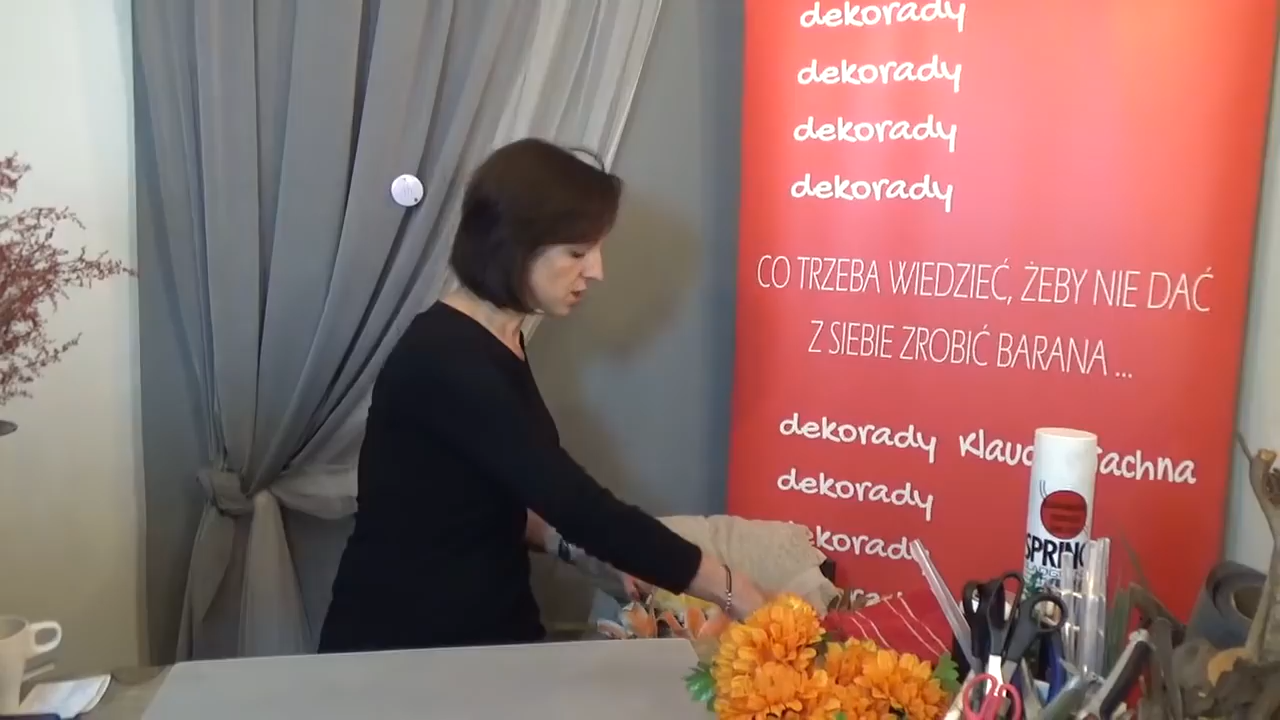 dekorady
dekorady
dekorady
dekorady
CO TRZEBA WIEDZIEĆ, ŻEBY NIE DAĆ
Z SIEBIE ZROBIĆ BARANA ...
dekorady
dekorady
SPRING